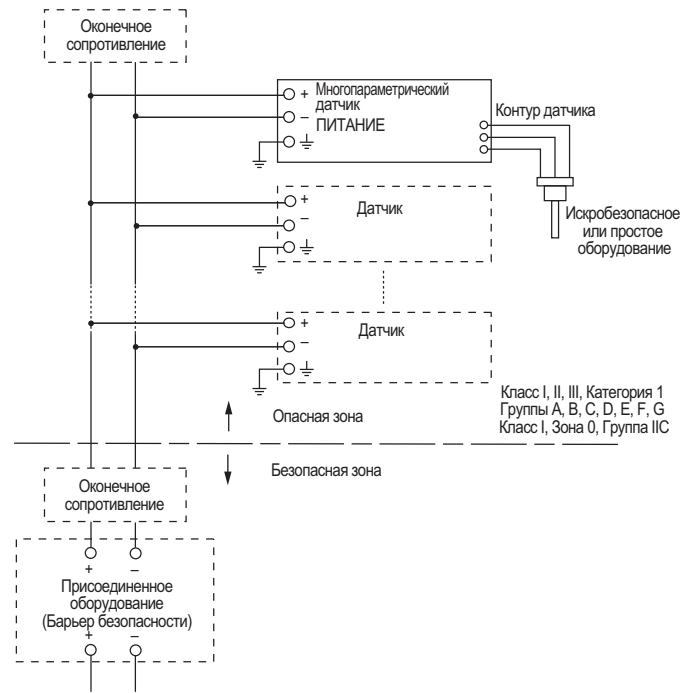 Оконечное
сопротивление
+ Многопараметрический
датчик
– ПИТАНИЕ
Контур датчика
Искробезопасное
или простое
оборудование
+
Датчик
–
+
Датчик
–
Класс I, II, III, Категория 1
Группы A, B, C, D, E, F, G
Класс I, Зона 0, Группа IIC
Опасная зона
Безопасная зона
Оконечное
сопротивление
+ –
Присоединенное
оборудование
(Барьер безопасности)
+ –